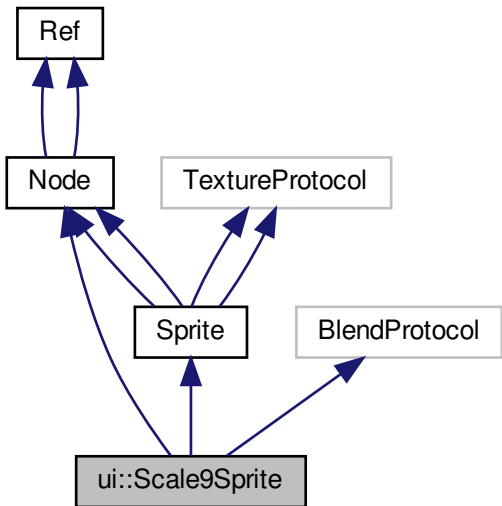 Ref
Node
TextureProtocol
Sprite
BlendProtocol
ui::Scale9Sprite